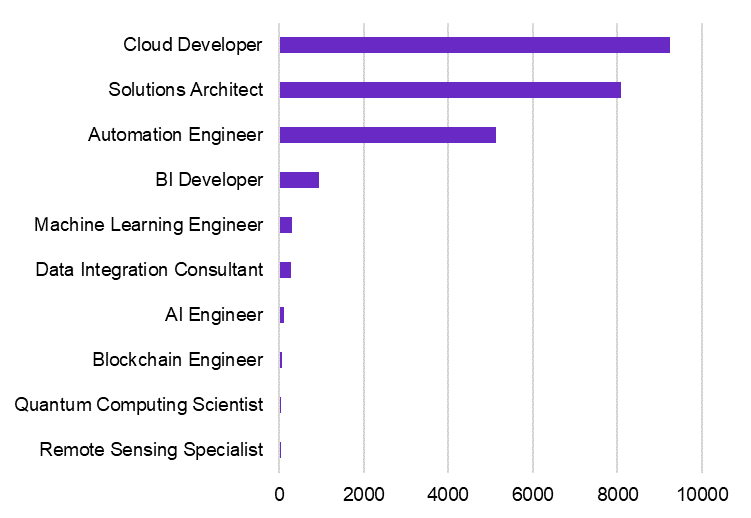 Cloud Developer
Solutions Architect
Automation Engineer
BI Developer
Machine Learning Engineer
Data Integration Consultant
AI Engineer
Blockchain Engineer
Quantum Computing Scientist
Remote Sensing Specialist
0 2000 4000 6000 8000 10000